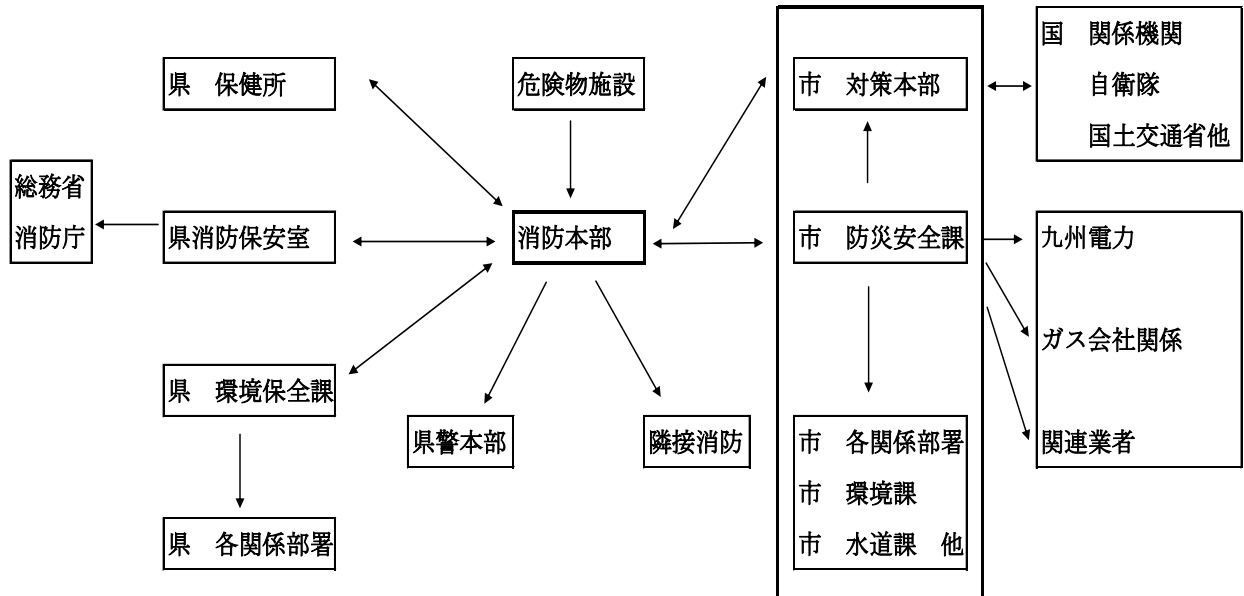 国　関係機関
自衛隊
国土交通省他
県　保健所
危険物施設
市　対策本部
総務省
消防庁
県消防保安室
消防本部
市　防災安全課
九州電力
ガス会社関係
関連業者
県　環境保全課
県警本部
隣接消防
市　各関係部署
市　環境課
市　水道課　他
県　各関係部署